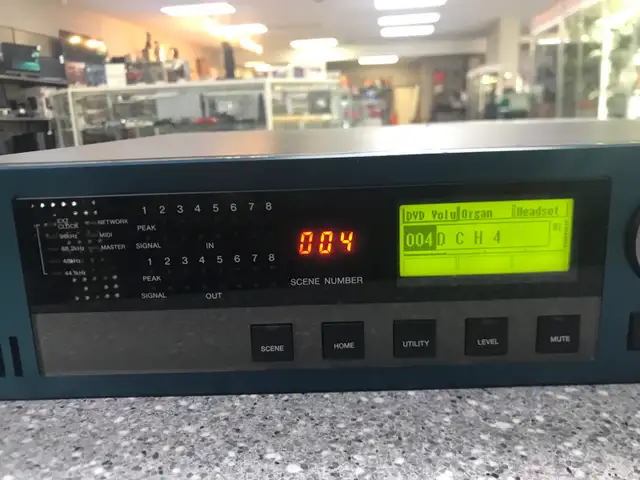 1 2 3 4 5 6 7 8
EXT. CLOCK
NETWORK
PEAK
96kHz
MIDI
88.2kHz
MASTER
SIGNAL IN
48kHz
44.1kHz
1 2 3 4 5 6 7 8
PEAK
SIGNAL OUT
004
SCENE NUMBER
DVD Volu Organ Headset
004 D C H 4
SCENE HOME UTILITY LEVEL MUTE